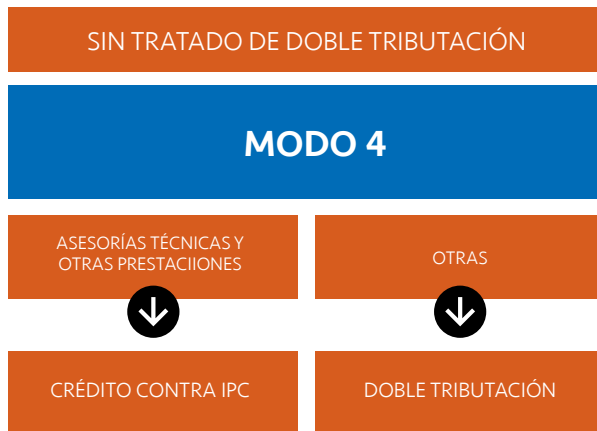 SIN TRATADO DE DOBLE TRIBUTACIÓN
MODO 4
ASESORÍAS TÉCNICAS Y
OTRAS PRESTACIIONES
OTRAS
CRÉDITO CONTRA IPC
DOBLE TRIBUTACIÓN